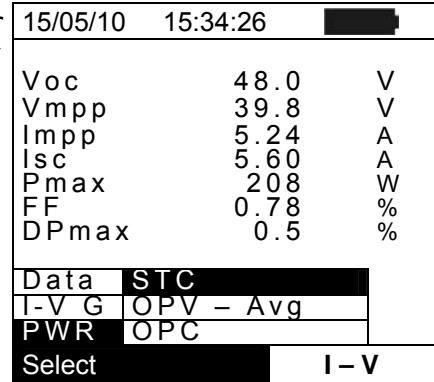 15/05/10 15:34:26
Voc 48.0 V
Vmpp 39.8 V
Impp 5.24 A
Isc 5.60 A
Pmax 208 W
FF 0.78 %
DPmax 0.5 %
Data STC
I-V G OPV – Avg
PWR OPC
Select I – V